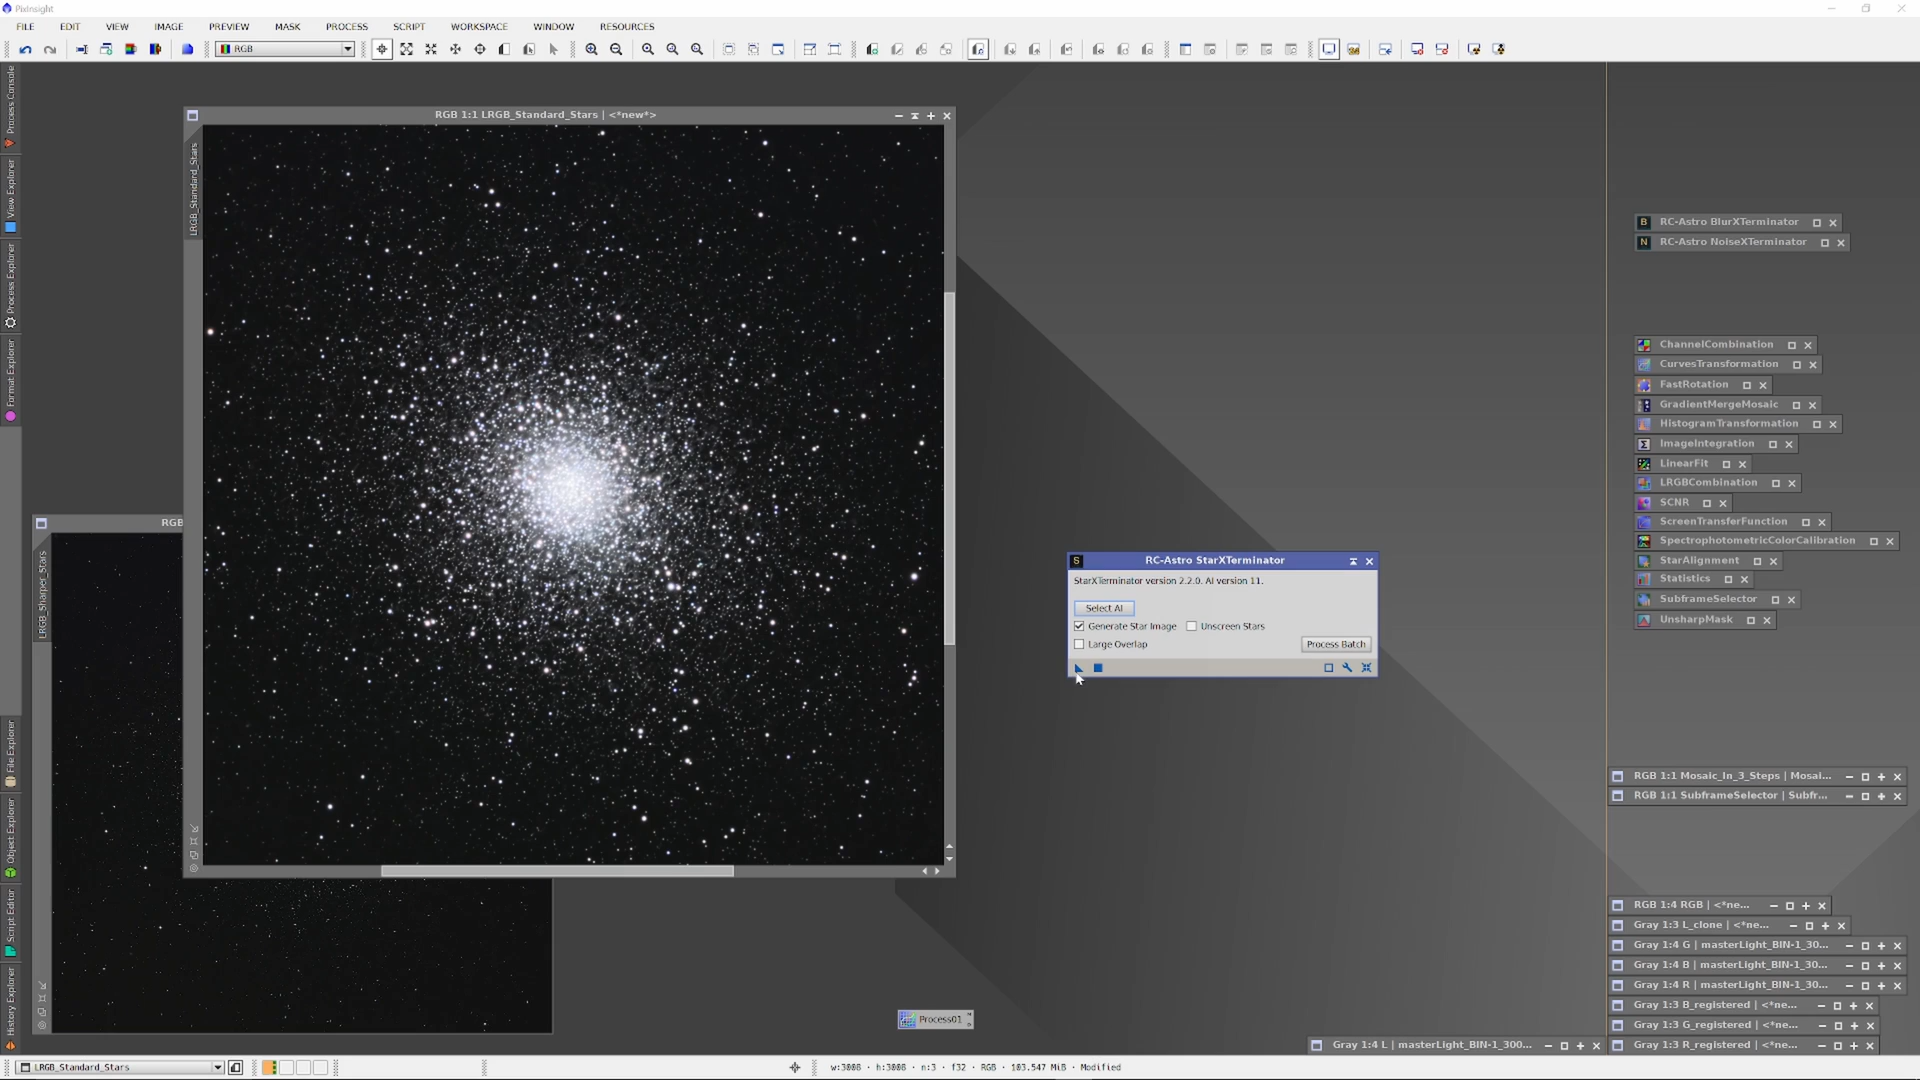 PixInsight
FILE EDIT VIEW IMAGE PREVIEW MASK PROCESS SCRIPT WORKSPACE WINDOW RESOURCES
RGB
Process Console
View Explorer
Process Explorer
Format Explorer
File Explorer
Object Explorer
Script Editor
History Explorer
RGB 1:1 LRGB_Standard_Stars | <*new*>
LRGB_Standard_Stars
RGB
LRGB_Sharper_Stars
RC-Astro StarXTerminator
StarXTerminator version 2.2.0. AI version 11.
Select AI
Generate Star Image Unscreen Stars
Large Overlap Process Batch
Process01
RC-Astro BlurXTerminator
RC-Astro NoiseXTerminator
ChannelCombination
CurvesTransformation
FastRotation
GradientMergeMosaic
HistogramTransformation
ImageIntegration
LinearFit
LRGBCombination
SCNR
ScreenTransferFunction
SpectrophotometricColorCalibration
StarAlignment
Statistics
SubframeSelector
UnsharpMask
RGB 1:1 Mosaic_In_3_Steps | Mosai...
RGB 1:1 SubframeSelector | Subfr...
RGB 1:4 RGB | <*ne...
Gray 1:3 L_clone | <*ne...
Gray 1:4 G | masterLight_BIN-1_30...
Gray 1:4 B | masterLight_BIN-1_30...
Gray 1:4 R | masterLight_BIN-1_30...
Gray 1:3 B_registered | <*ne...
Gray 1:3 G_registered | <*ne...
Gray 1:4 L | masterLight_BIN-1_300...
Gray 1:3 R_registered | <*ne...
LRGB_Standard_Stars
w:3008 · h:3008 · n:3 · f32 · RGB · 103.547 MiB · Modified